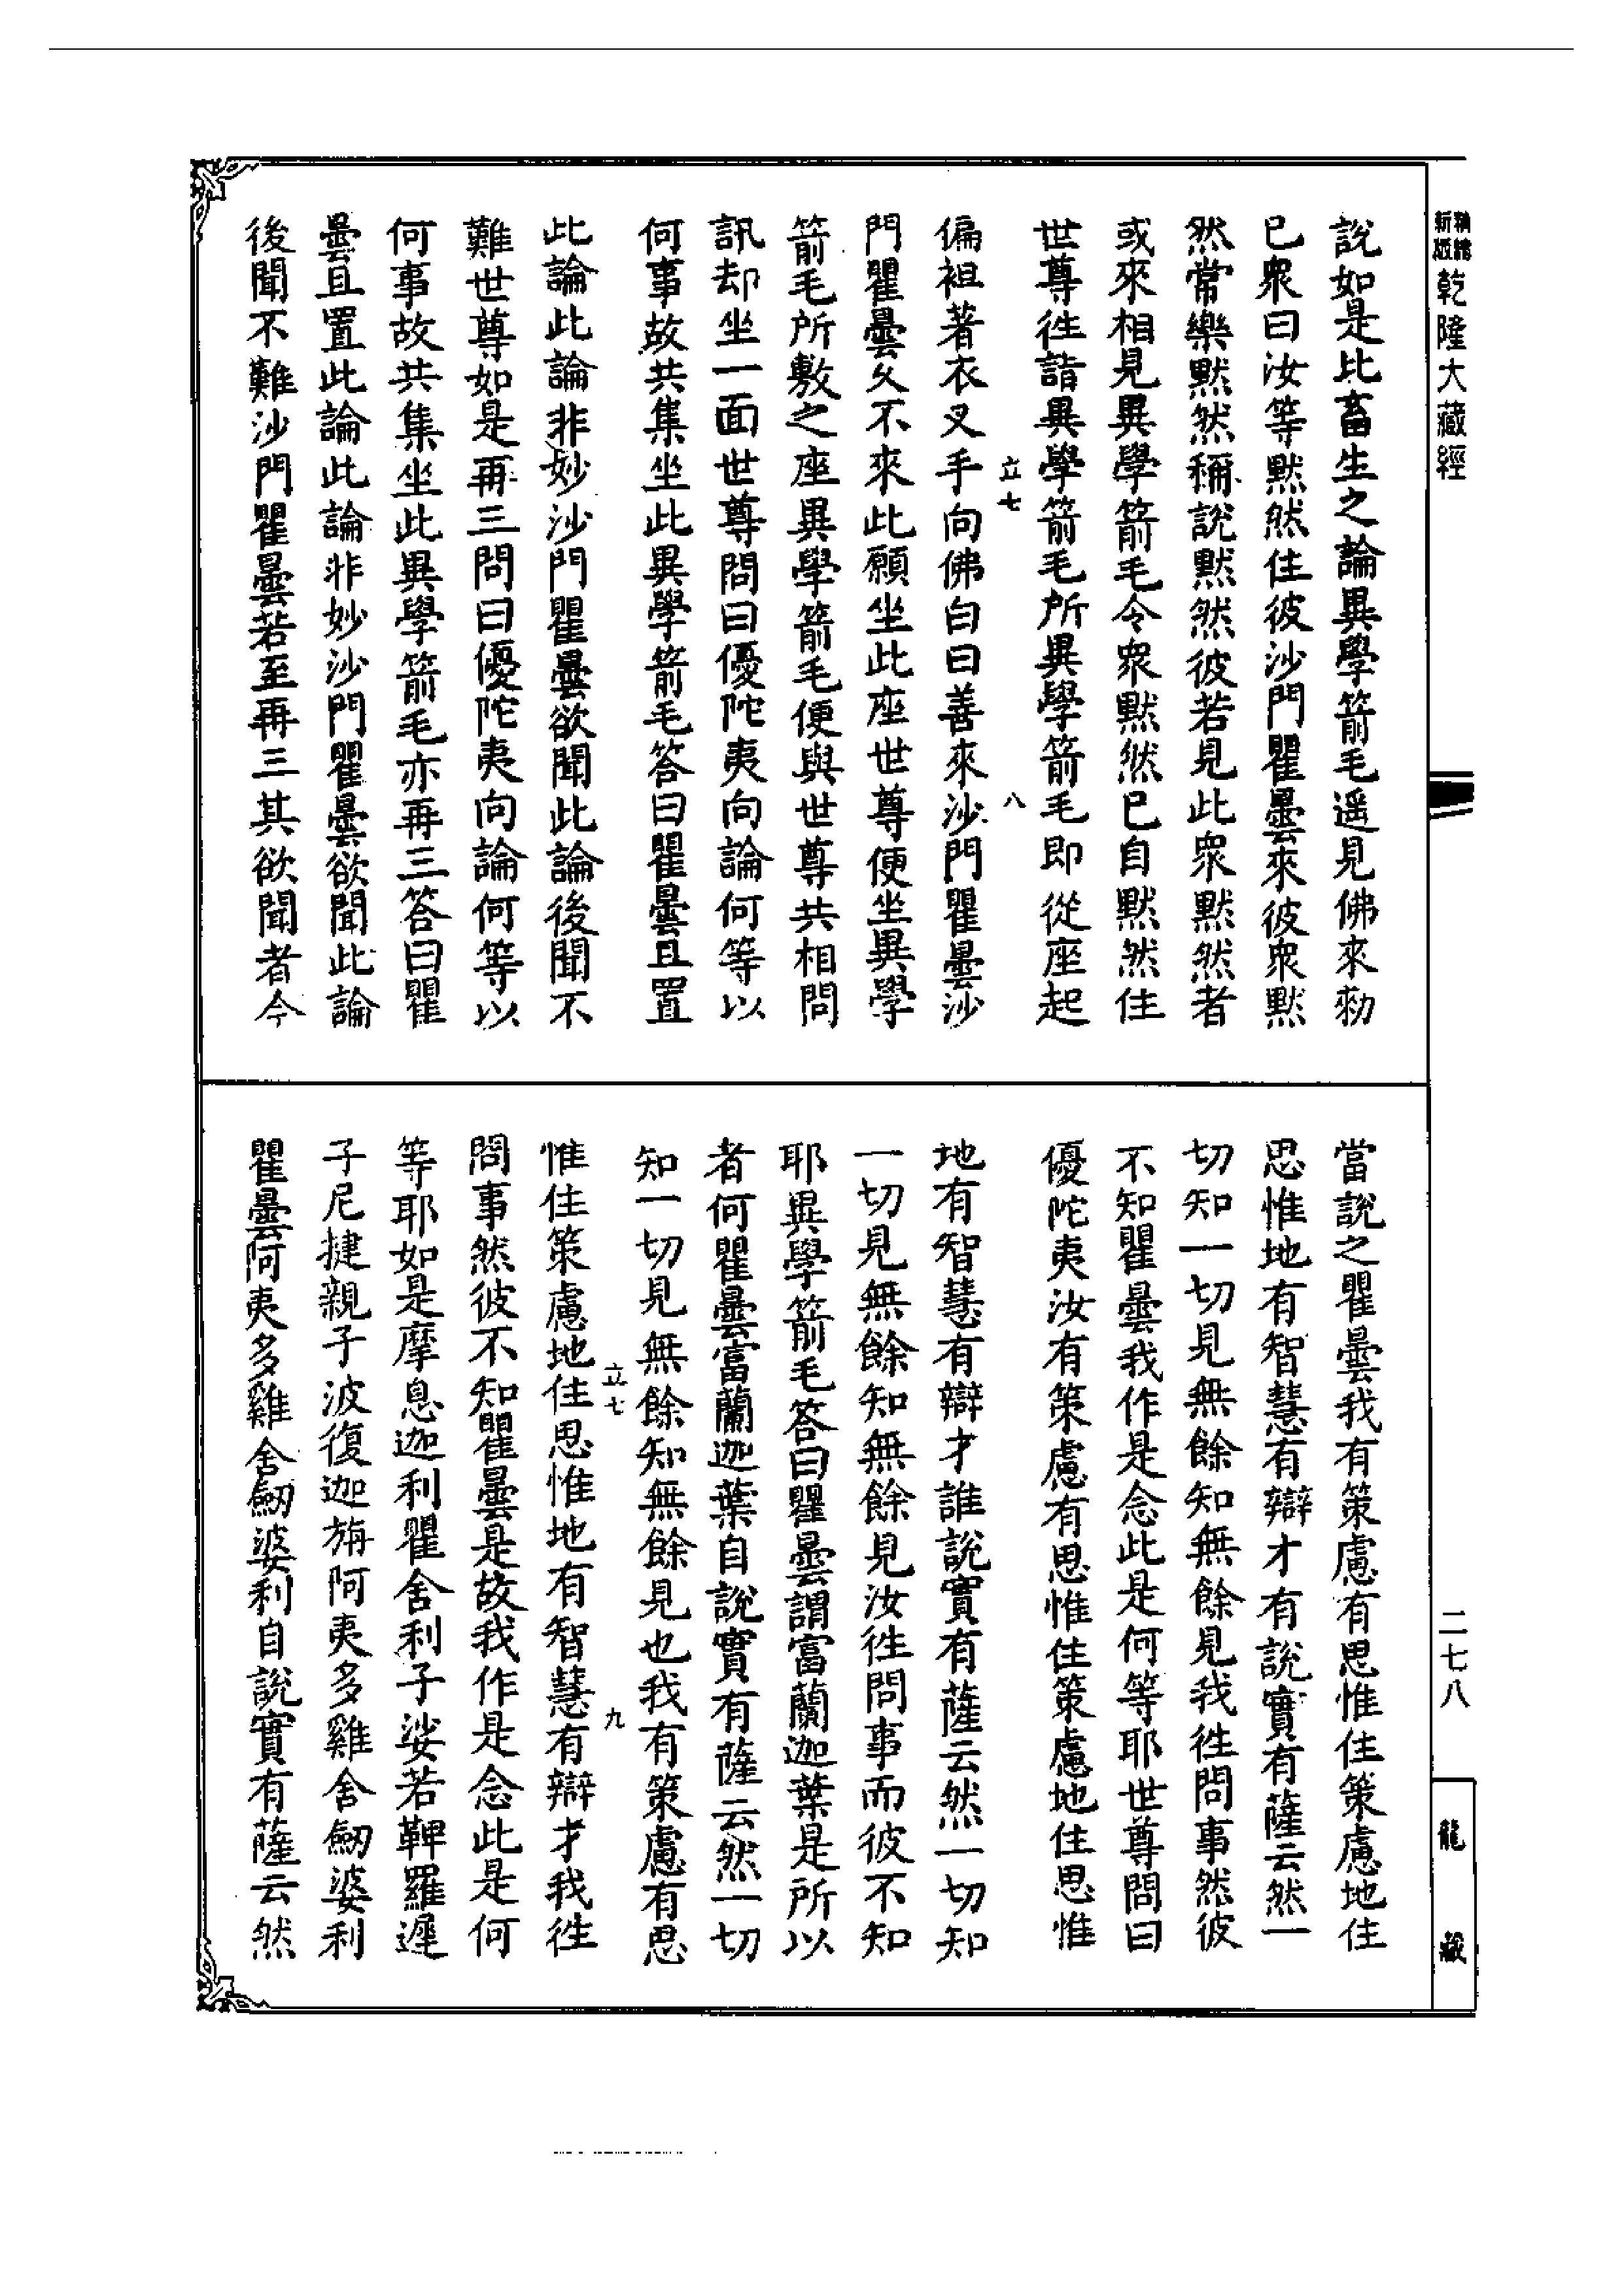 新版
精縮
乾隆大藏經
說如是比畜生之論異學箭毛遥見佛來勑
已衆曰汝等默然住彼沙門瞿曇來彼衆默
然常樂默然稱說默然彼若見此衆默然者
或來相見異學箭毛令衆默然已自默然住
世尊徃詣異學箭毛所異學箭毛即從座起
立七
八
偏袒著衣叉手向佛白曰善來沙門瞿曇沙
門瞿曇久不來此願坐此座世尊便坐異學
箭毛所敷之座異學箭毛便與世尊共相問
訊却坐一面世尊問曰優陀夷向論何等以
何事故共集坐此異學箭毛答曰瞿曇且置
此論此論非妙沙門瞿曇欲聞此論後聞不
難世尊如是再三問曰優陀夷向論何等以
何事故共集坐此異學箭毛亦再三答曰瞿
曇且置此論此論非妙沙門瞿曇欲聞此論
後聞不難沙門瞿曇若至再三其欲聞者今
當說之瞿曇我有策慮有思惟住策慮地住
思惟地有智慧有辯才有說實有薩云然一
切知一切見無餘知無餘見我徃問事然彼
不知瞿曇我作是念此是何等耶世尊問曰
優陀夷汝有策慮有思惟住策慮地住思惟
地有智慧有辯才誰說實有薩云然一切知
一切見無餘知無餘見汝徃問事而彼不知
耶異學箭毛答曰瞿曇謂富蘭迦葉是所以
者何瞿曇富蘭迦葉自說實有薩云然一切
知一切見無餘知無餘見也我有策慮有思
立七
九
惟住策慮地住思惟地有智慧有辯才我徃
問事然彼不知瞿曇是故我作是念此是何
等耶如是摩息迦利瞿舍利子娑若鞞羅遲
子尼揵親子波復迦旃阿夷多雞舍劒婆利
瞿曇阿夷多雞舍劒婆利自說實有薩云然
二七八
龍藏